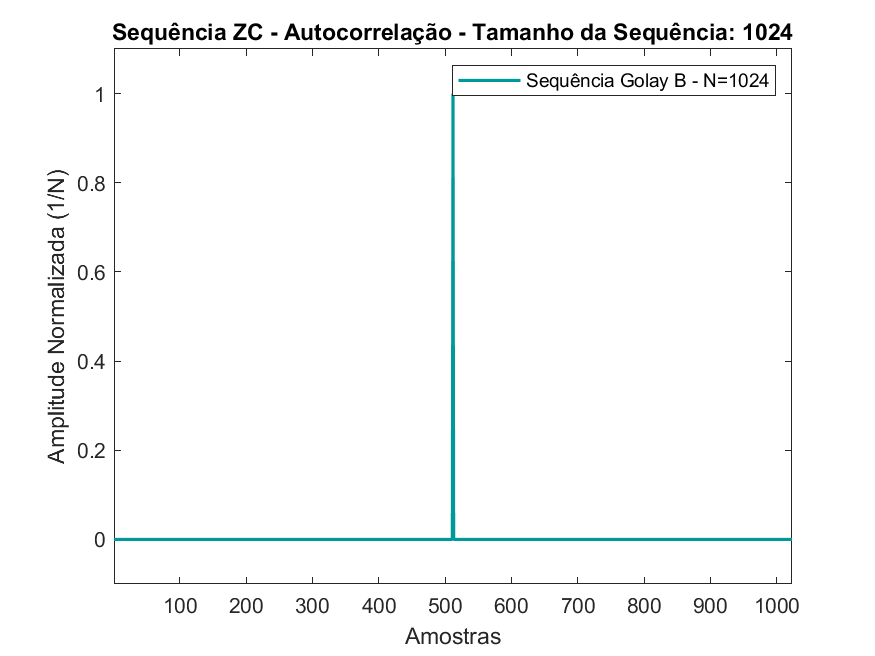 Sequência ZC - Autocorrelação - Tamanho da Sequência: 1024
Sequência Golay B - N=1024
Amplitude Normalizada (1/N)
1
0.8
0.6
0.4
0.2
0
100 200 300 400 500 600 700 800 900 1000
Amostras